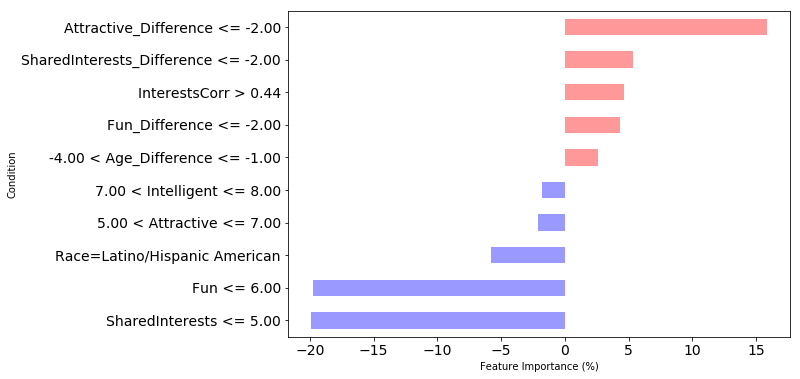 Attractive_Difference <= -2.00
SharedInterests_Difference <= -2.00
InterestsCorr > 0.44
Fun_Difference <= -2.00
-4.00 < Age_Difference <= -1.00
7.00 < Intelligent <= 8.00
5.00 < Attractive <= 7.00
Race=Latino/Hispanic American
Fun <= 6.00
SharedInterests <= 5.00
Condition
−20 −15 −10 −5 0 5 10 15
Feature Importance (%)